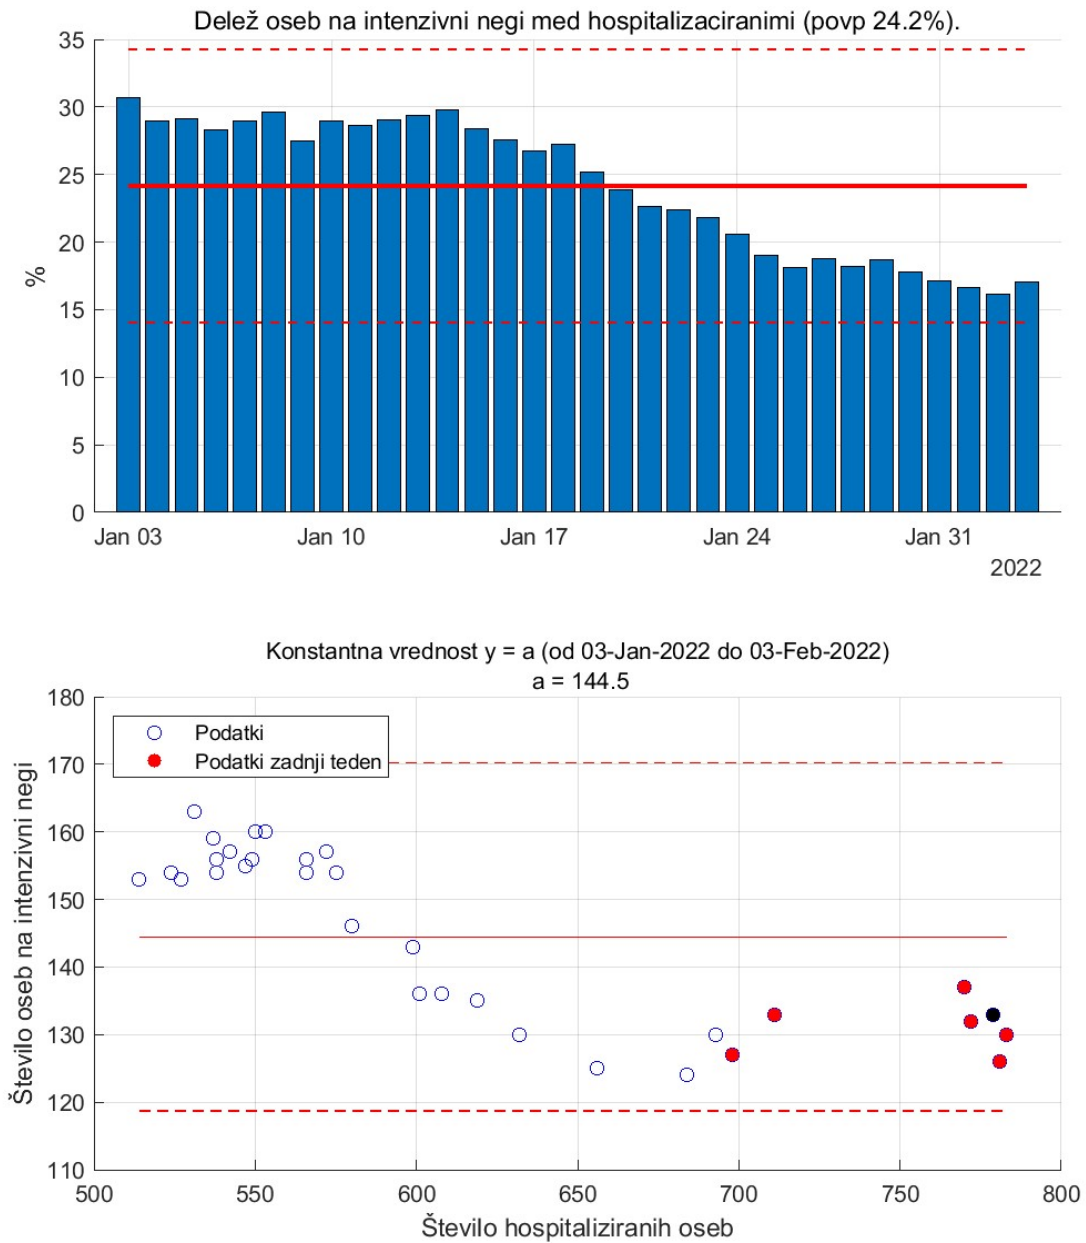 Delež oseb na intenzivni negi med hospitalizaciranimi (povp 24.2%).
35
30
25
20
15
10
5
0
%
Jan 03 Jan 10 Jan 17 Jan 24 Jan 31
2022
Konstantna vrednost y = a (od 03-Jan-2022 do 03-Feb-2022)
a = 144.5
180
170
160
150
140
130
120
110
Število oseb na intenzivni negi
Podatki
Podatki zadnji teden
500 550 600 650 700 750 800
Število hospitaliziranih oseb